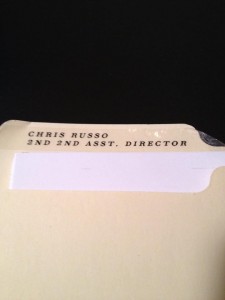 CHRIS RUSSO
2ND 2ND ASST. DIRECTOR